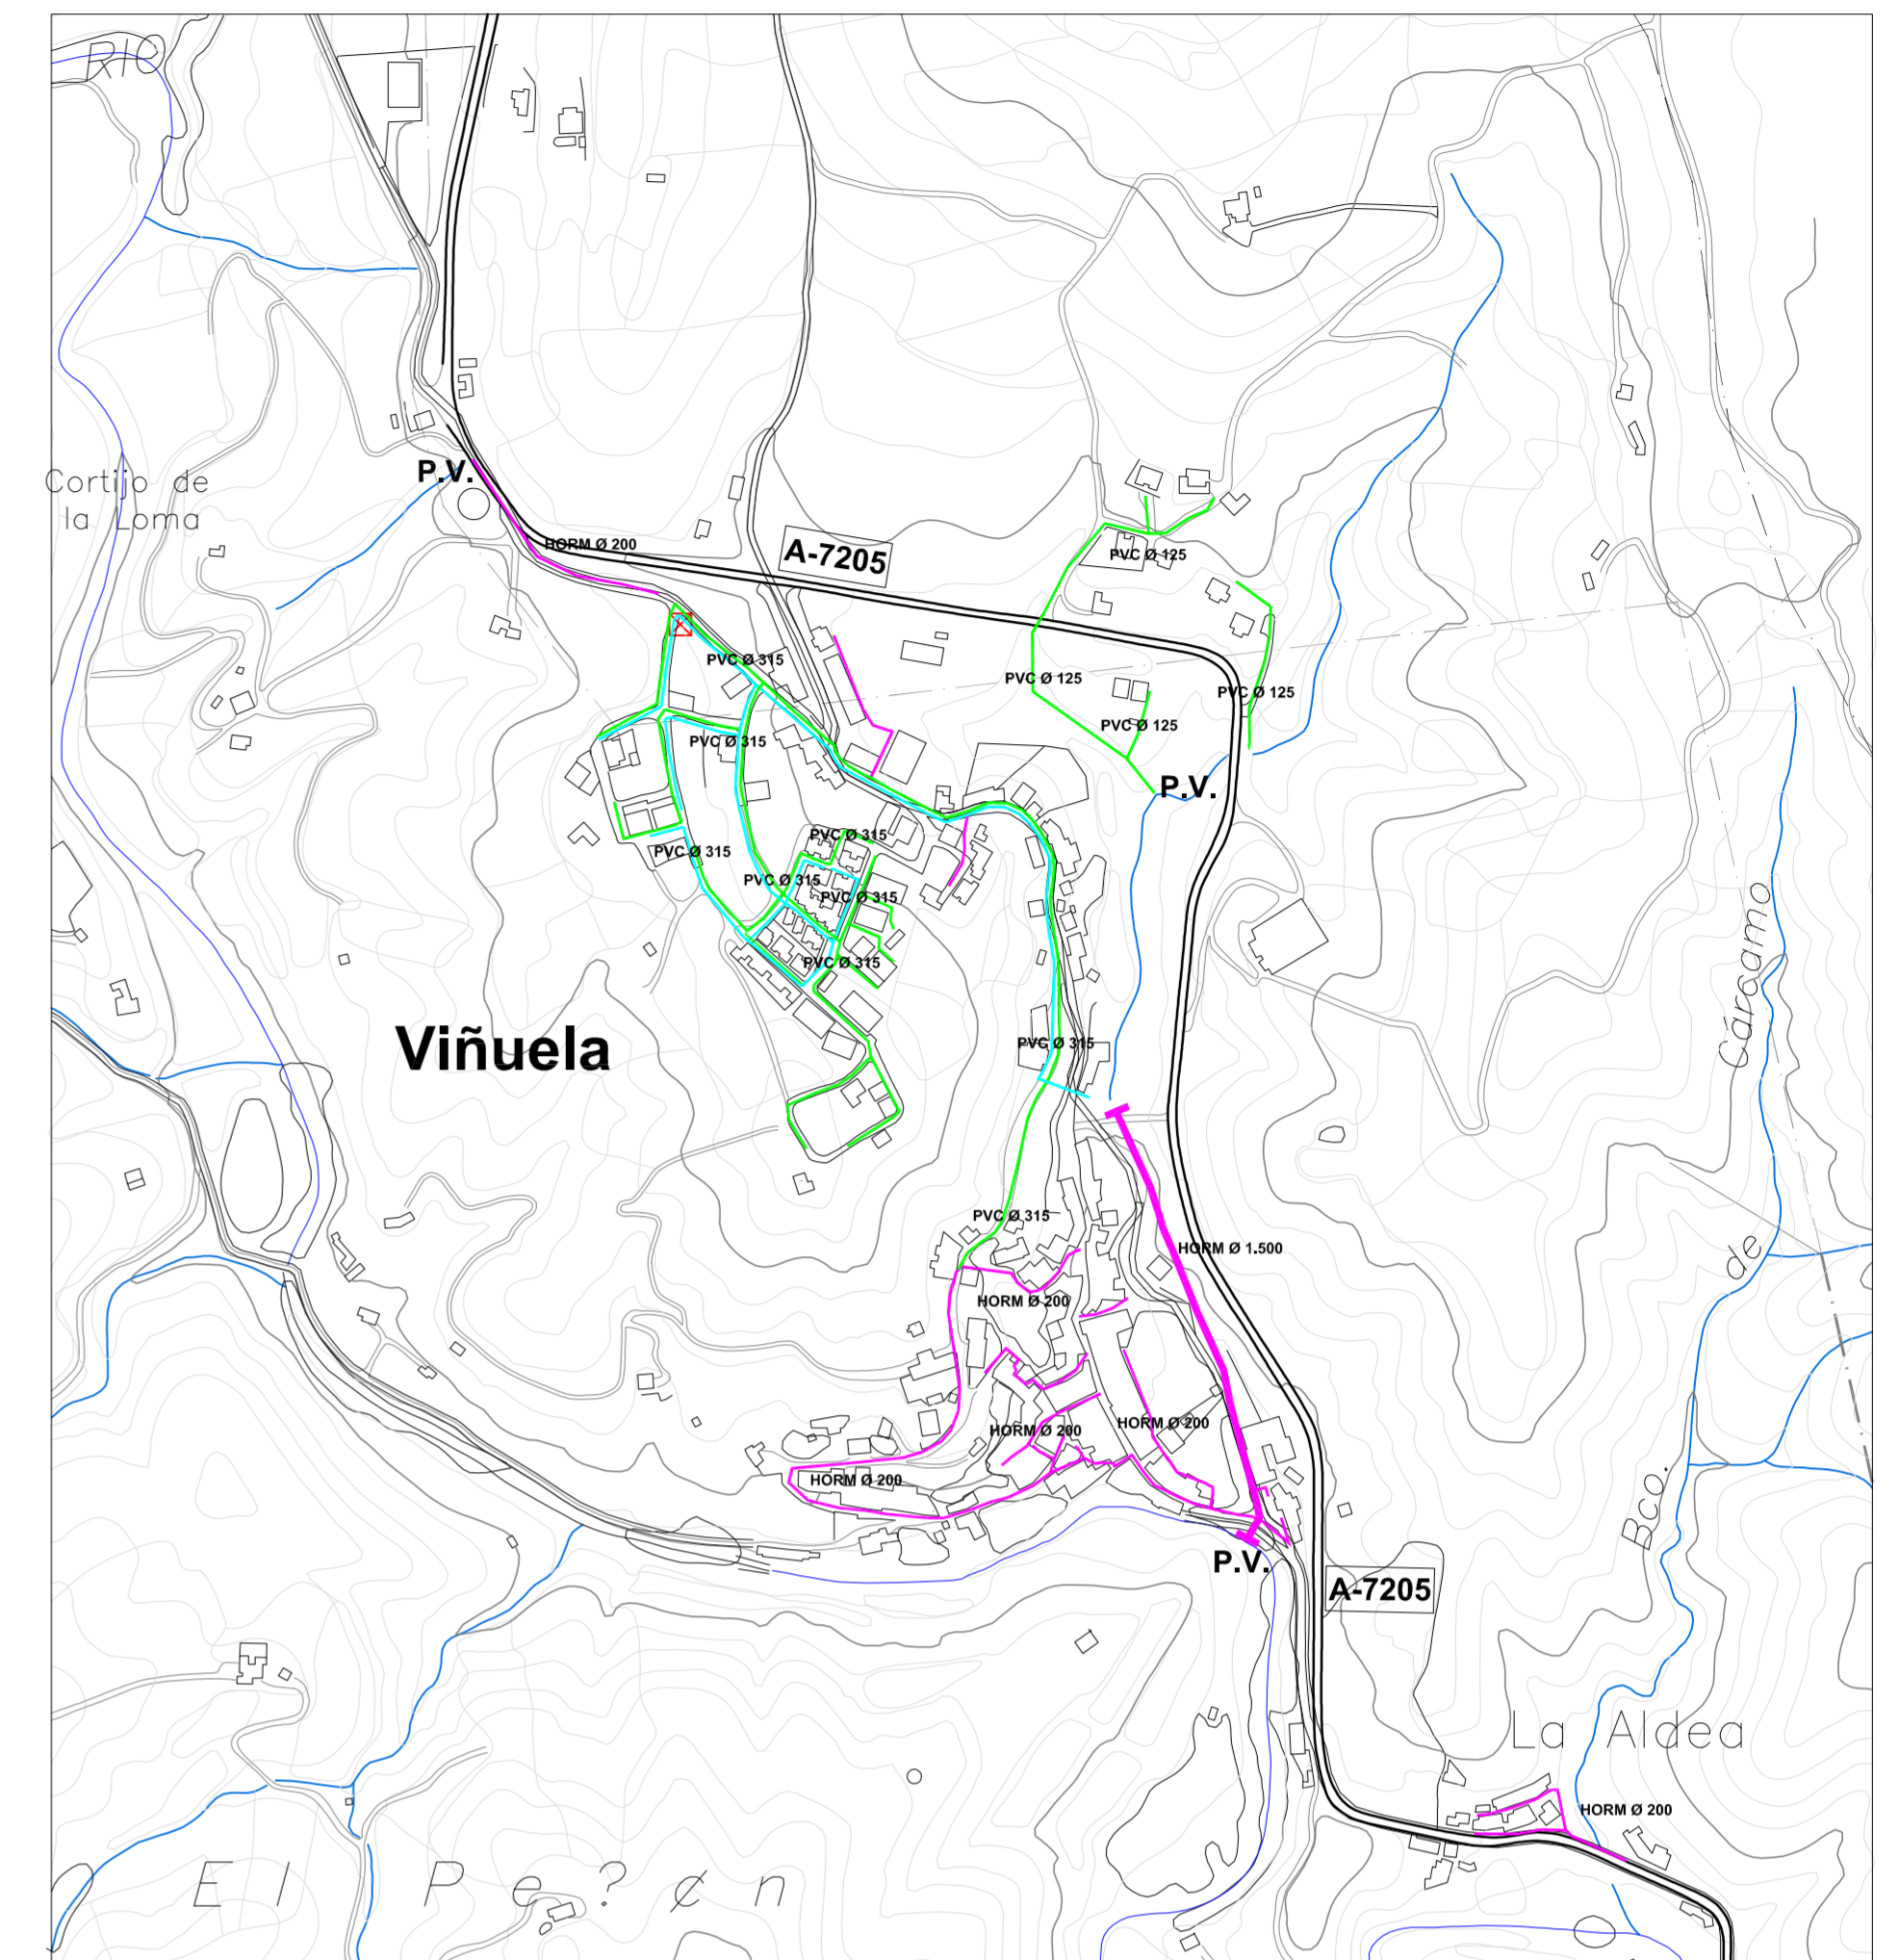 RIO
Cortijo de
la Loma
P.V.
HORM Ø 200
A-7205
PVC Ø 125
PVC Ø 315
PVC Ø 125
PVC Ø 125
PVC Ø 125
PVC Ø 315
P.V.
PVC Ø 315
PVC Ø 315
PVC Ø 315
PVC Ø 315
PVC Ø 315
Viñuela
PVC Ø 315
Bco. de Cárcamo
PVC Ø 315
HORM Ø 1.500
HORM Ø 200
HORM Ø 200
HORM Ø 200
HORM Ø 200
P.V.
A-7205
La Aldea
HORM Ø 200
El Pe?¢n